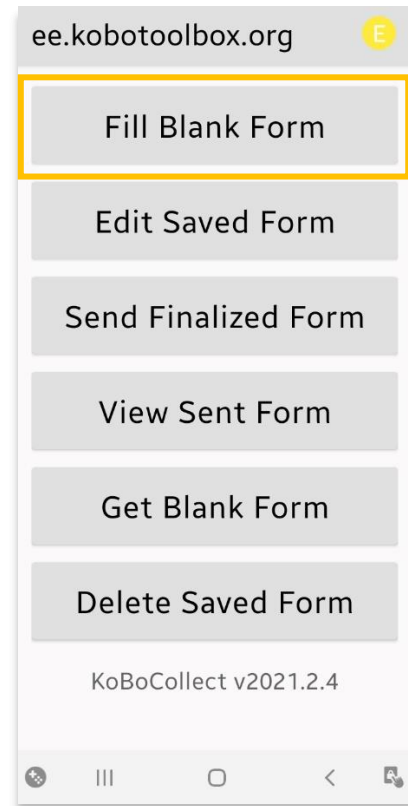 ee.kobotoolbox.org E
Fill Blank Form
Edit Saved Form
Send Finalized Form
View Sent Form
Get Blank Form
Delete Saved Form
KoBoCollect v2021.2.4